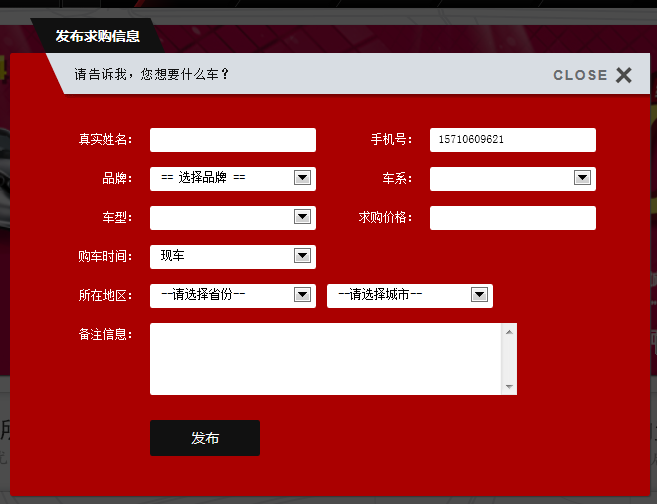 发布求购信息
请告诉我，您想要什么车？ CLOSE
真实姓名： 手机号： 15710609621
品牌： == 选择品牌 == 车系：
车型： 求购价格：
购车时间： 现车
所在地区： --请选择省份-- --请选择城市--
备注信息：
发布